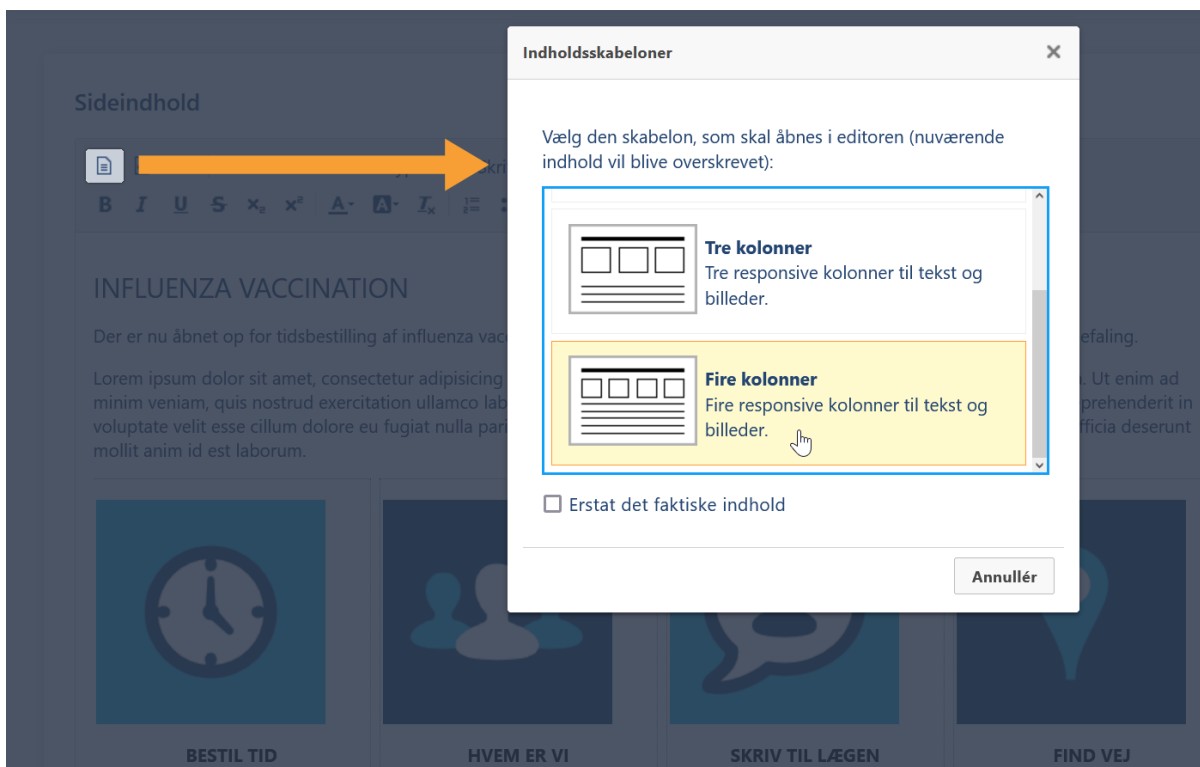 Indholdsskabeloner
Sideindhold
Vælg den skabelon, som skal åbnes i editoren (nuværende
indhold vil blive overskrevet):
B I U S x₂ x² A A Iₓ
Tre kolonner
Tre responsive kolonner til tekst og
billeder.
Fire kolonner
Fire responsive kolonner til tekst og
billeder.
Erstat det faktiske indhold
Annullér
INFLUENZA VACCINATION
Der er nu åbnet op for tidsbestilling af influenza vacc
efaling.
Lorem ipsum dolor sit amet, consectetur adipisicing
. Ut enim ad
minim veniam, quis nostrud exercitation ullamco lab
prehenderit in
voluptate velit esse cillum dolore eu fugiat nulla pari
fficia deserunt
mollit anim id est laborum.
BESTIL TID
HVEM ER VI
SKRIV TIL LÆGEN
FIND VEJ